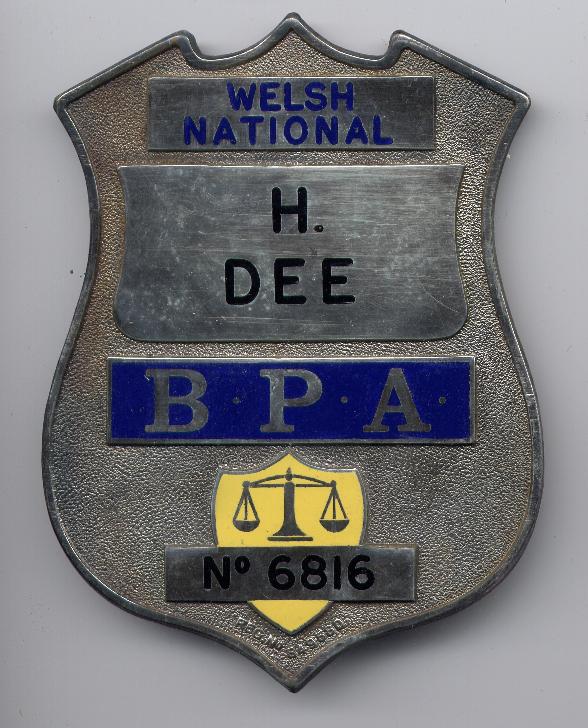 WELSH
NATIONAL
H.
DEE
B·P·A·
Nº 6816